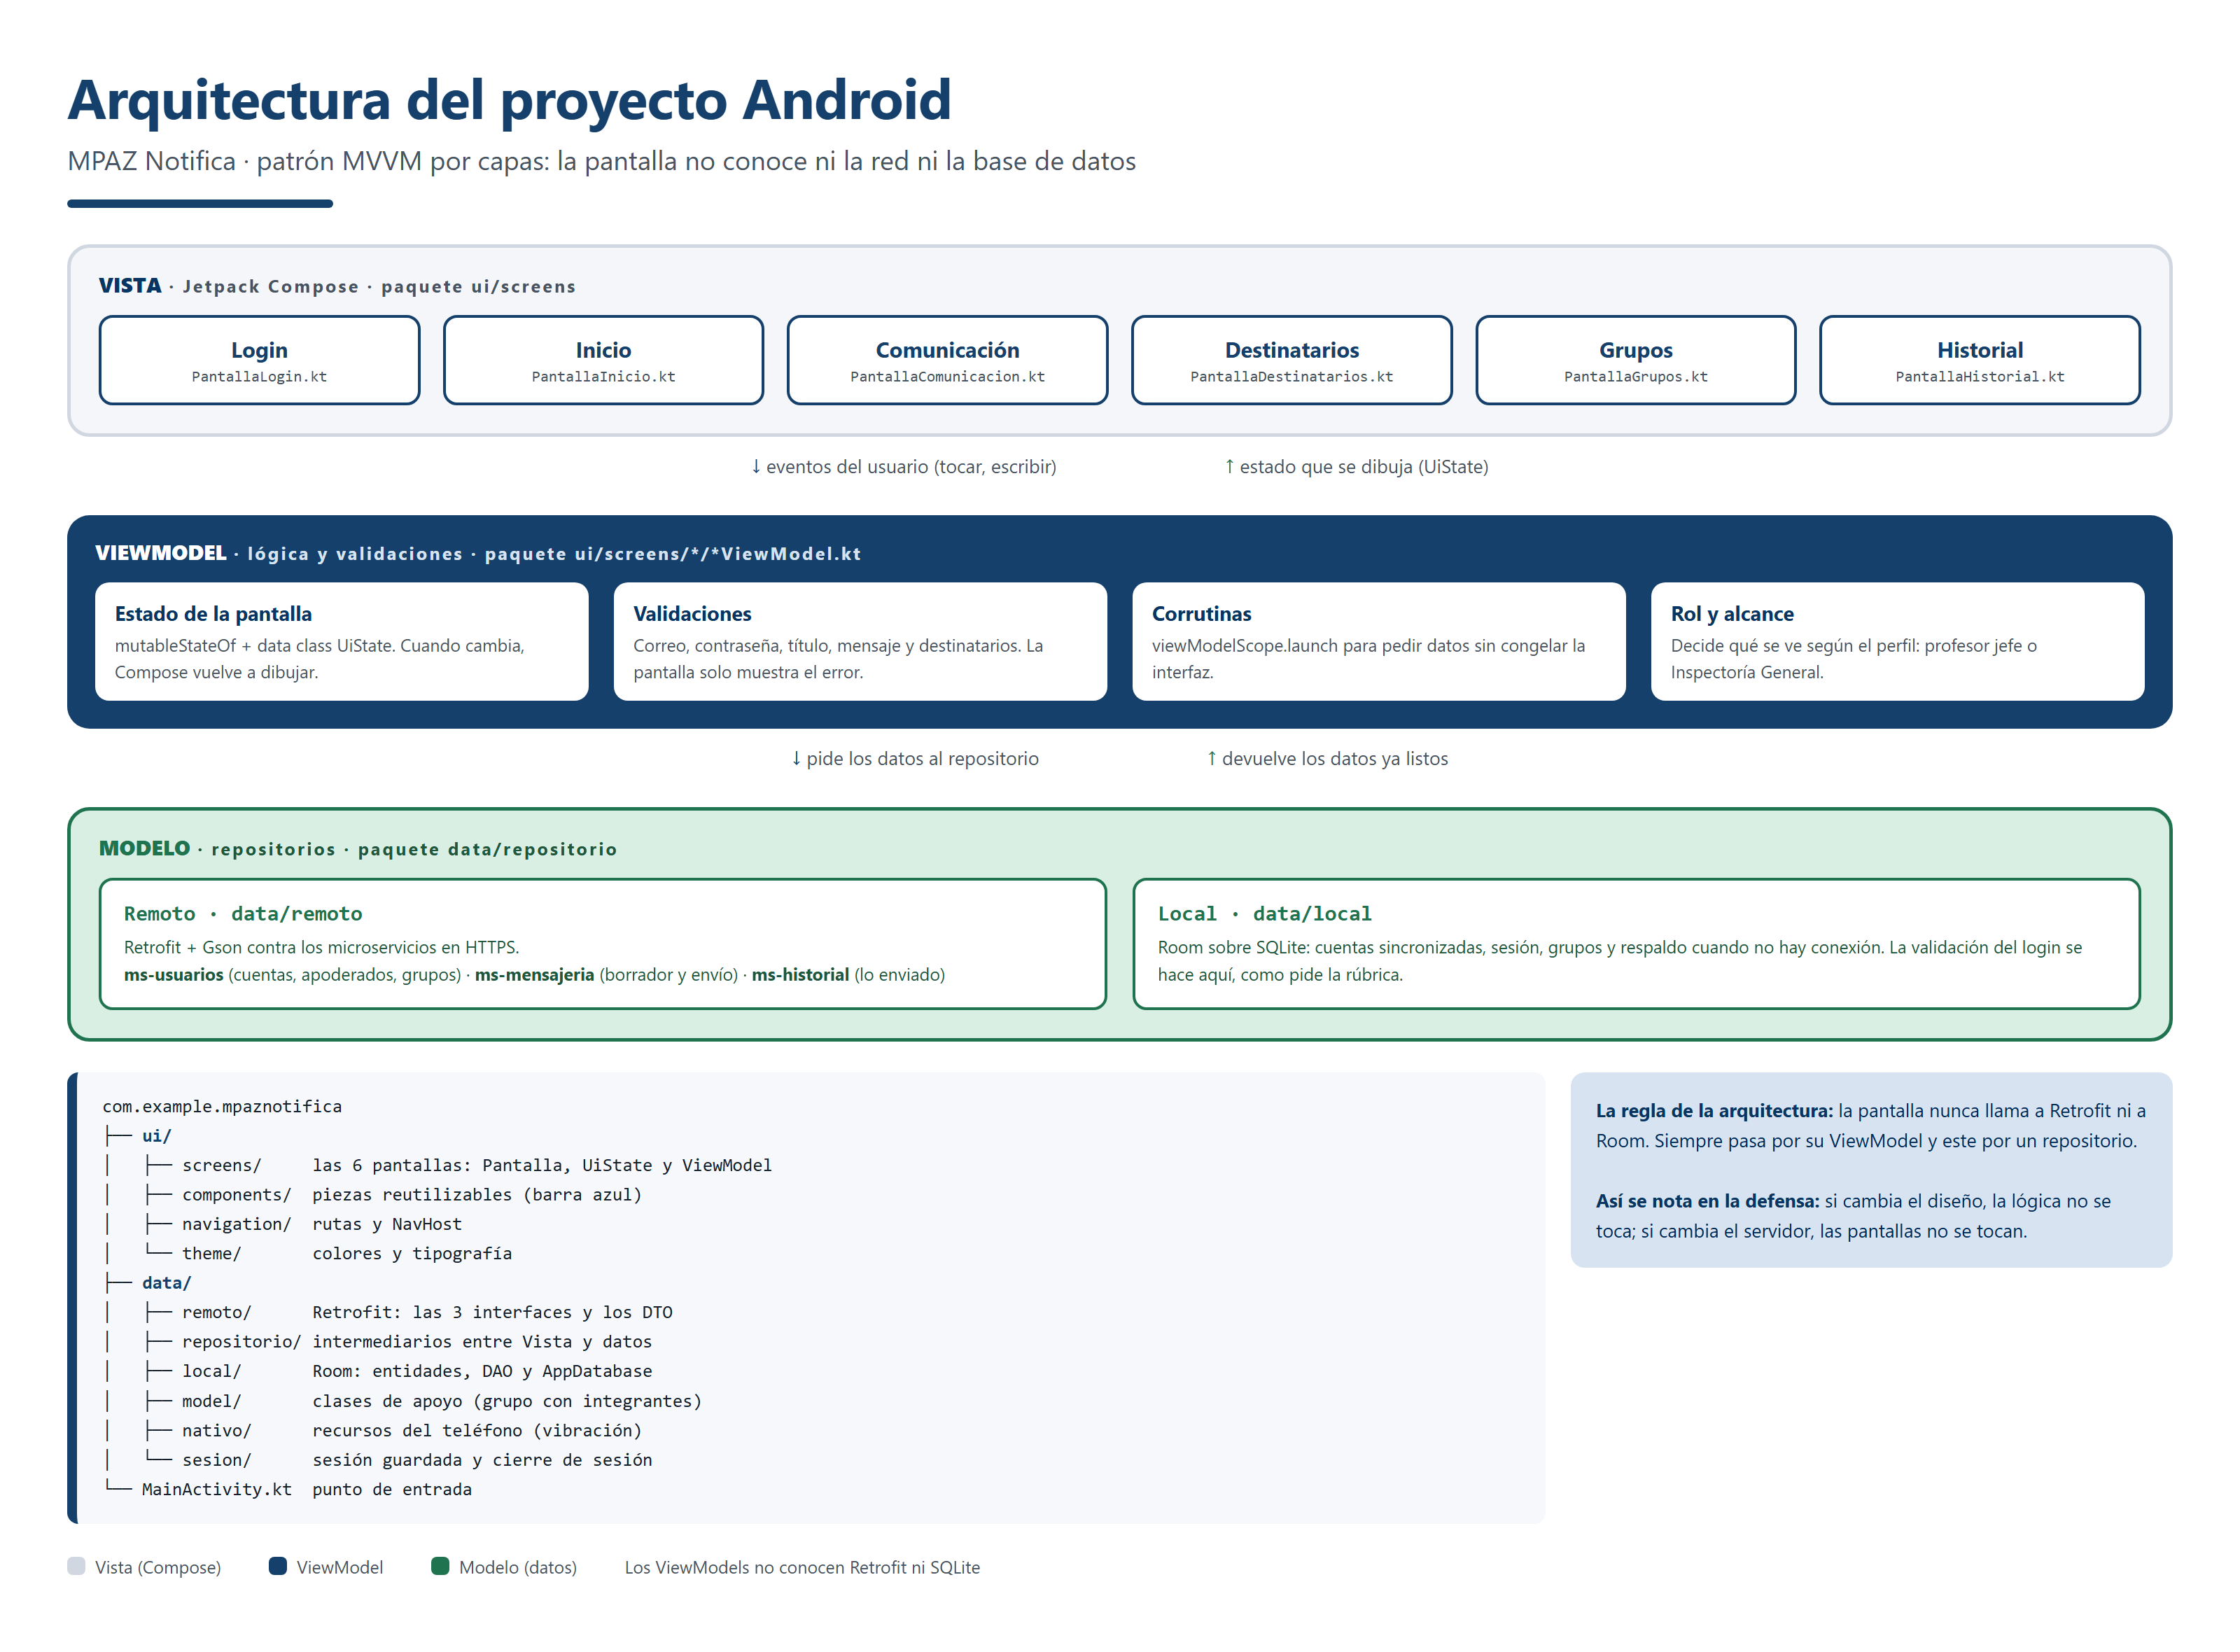 Arquitectura del proyecto Android
MPAZ Notifica · patrón MVVM por capas: la pantalla no conoce ni la red ni la base de datos
VISTA · Jetpack Compose · paquete ui/screens
Login
PantallaLogin.kt
Inicio
PantallaInicio.kt
Comunicación
PantallaComunicacion.kt
Destinatarios
PantallaDestinatarios.kt
Grupos
PantallaGrupos.kt
Historial
PantallaHistorial.kt
↓ eventos del usuario (tocar, escribir)
↑ estado que se dibuja (UiState)
VIEWMODEL · lógica y validaciones · paquete ui/screens/*/*ViewModel.kt
Estado de la pantalla
mutableStateOf + data class UiState. Cuando cambia,
Compose vuelve a dibujar.
Validaciones
Correo, contraseña, título, mensaje y destinatarios. La
pantalla solo muestra el error.
Corrutinas
viewModelScope.launch para pedir datos sin congelar la
interfaz.
Rol y alcance
Decide qué se ve según el perfil: profesor jefe o
Inspectoría General.
↓ pide los datos al repositorio
↑ devuelve los datos ya listos
MODELO · repositorios · paquete data/repositorio
Remoto · data/remoto
Retrofit + Gson contra los microservicios en HTTPS.
ms-usuarios (cuentas, apoderados, grupos) · ms-mensajeria (borrador y envío) · ms-historial (lo enviado)
Local · data/local
Room sobre SQLite: cuentas sincronizadas, sesión, grupos y respaldo cuando no hay conexión. La validación del login se
hace aquí, como pide la rúbrica.
com.example.mpaznotifica
├── ui/
│   ├── screens/     las 6 pantallas: Pantalla, UiState y ViewModel
│   ├── components/  piezas reutilizables (barra azul)
│   ├── navigation/  rutas y NavHost
│   └── theme/       colores y tipografía
├── data/
│   ├── remoto/      Retrofit: las 3 interfaces y los DTO
│   ├── repositorio/ intermediarios entre Vista y datos
│   ├── local/       Room: entidades, DAO y AppDatabase
│   ├── model/       clases de apoyo (grupo con integrantes)
│   ├── nativo/      recursos del teléfono (vibración)
│   └── sesion/      sesión guardada y cierre de sesión
└── MainActivity.kt  punto de entrada
La regla de la arquitectura: la pantalla nunca llama a Retrofit ni a
Room. Siempre pasa por su ViewModel y este por un repositorio.
Así se nota en la defensa: si cambia el diseño, la lógica no se
toca; si cambia el servidor, las pantallas no se tocan.
Vista (Compose)
ViewModel
Modelo (datos)
Los ViewModels no conocen Retrofit ni SQLite